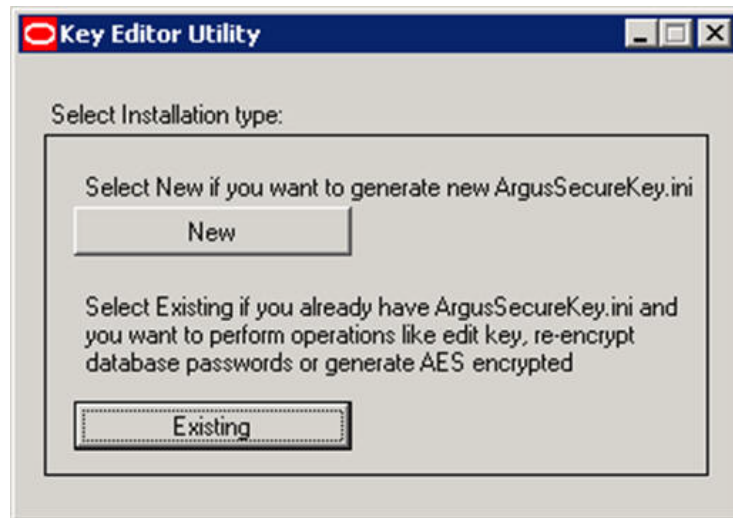 Key Editor Utility
Select Installation type:
Select New if you want to generate new ArgusSecureKey.ini
New
Select Existing if you already have ArgusSecureKey.ini and
you want to perform operations like edit key, re-encrypt
database passwords or generate AES encrypted
Existing